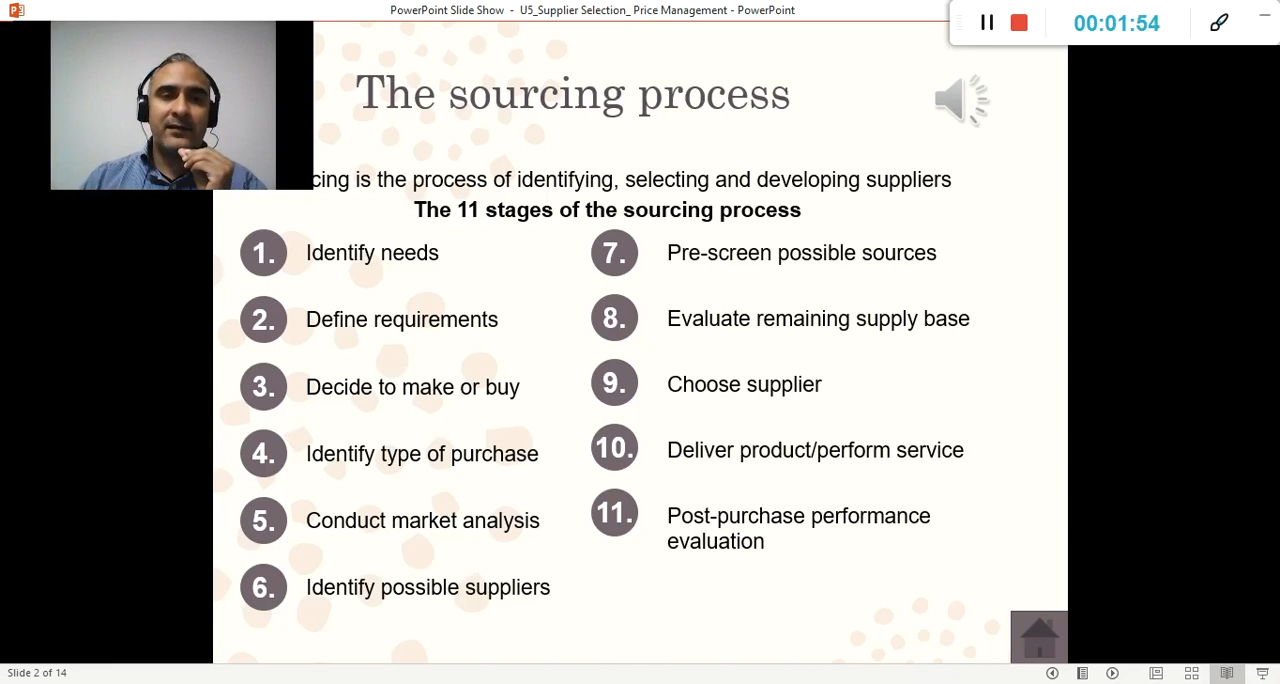 PowerPoint Slide Show - U5_Supplier Selection_ Price Management - PowerPoint
00:01:54
The sourcing process
is the process of identifying, selecting and developing suppliers
The 11 stages of the sourcing process
1. Identify needs
2. Define requirements
3. Decide to make or buy
4. Identify type of purchase
5. Conduct market analysis
6. Identify possible suppliers
7. Pre-screen possible sources
8. Evaluate remaining supply base
9. Choose supplier
10. Deliver product/perform service
11. Post-purchase performance
evaluation
Slide 2 of 14